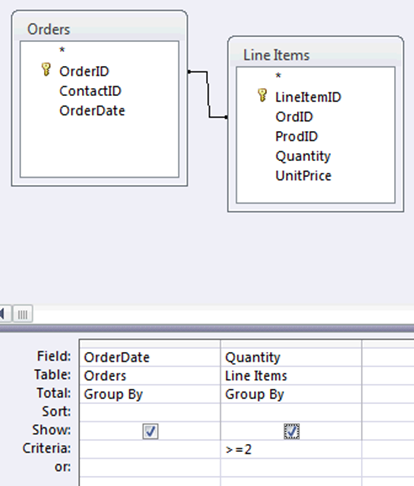 Orders
*
OrderID
ContactID
OrderDate
Line Items
*
LineItemID
OrdID
ProdID
Quantity
UnitPrice
Field: OrderDate Quantity
Table: Orders Line Items
Total: Group By Group By
Sort:
Show:
Criteria: >=2
or: